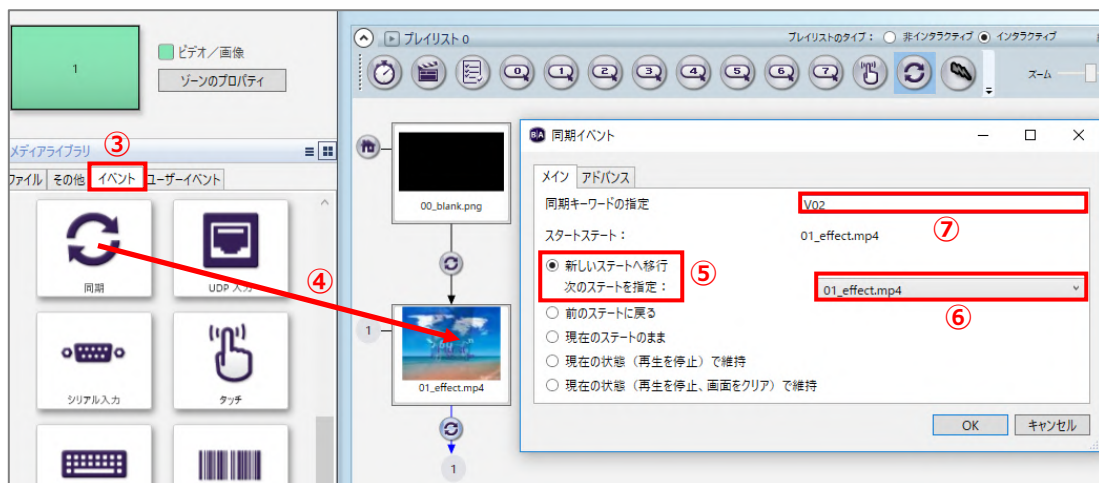 1
ビデオ／画像
ゾーンのプロパティ
メディアライブラリ
③
ファイル
その他
イベント
ユーザーイベント
同期
UDP 入力
④
シリアル入力
タッチ
プレイリスト 0
プレイリストのタイプ： 非インタラクティブ インタラクティブ
0 1 2 3 4 5 6 7
ズーム
00_blank.png
1
01_effect.mp4
1
BA 同期イベント
メイン
アドバンス
同期キーワードの指定
V02
⑦
スタートステート：
01_effect.mp4
新しいステートへ移行
次のステートを指定：
⑤
01_effect.mp4
⑥
前のステートに戻る
現在のステートのまま
現在の状態（再生を停止）で維持
現在の状態（再生を停止、画面をクリア）で維持
OK
キャンセル